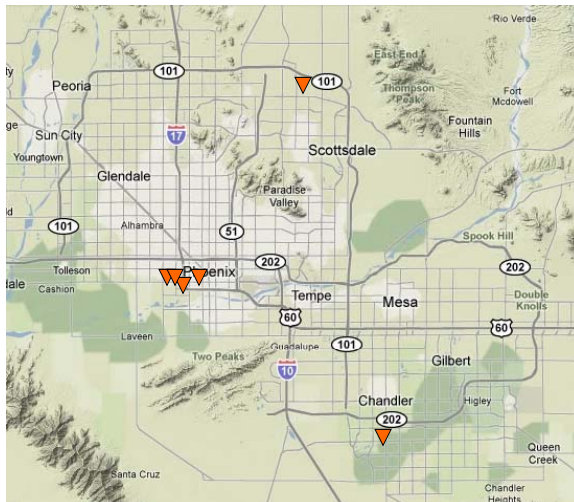 Rio Verde
101
101
East End
Peoria
Thompson
Peak
Fort
Mcdowell
Fountain
Hills
Sun City
17
Youngtown
Scottsdale
Glendale
Paradise
Valley
101
Alhambra
51
Spook Hill
202
202
Tolleson
Phoenix
dale
Cashion
Tempe
Mesa
Double
Knolls
60
60
Laveen
Guadalupe
101
Two Peaks
Gilbert
10
Chandler
Higley
202
Queen
Creek
Santa Cruz
Chandler
Heights